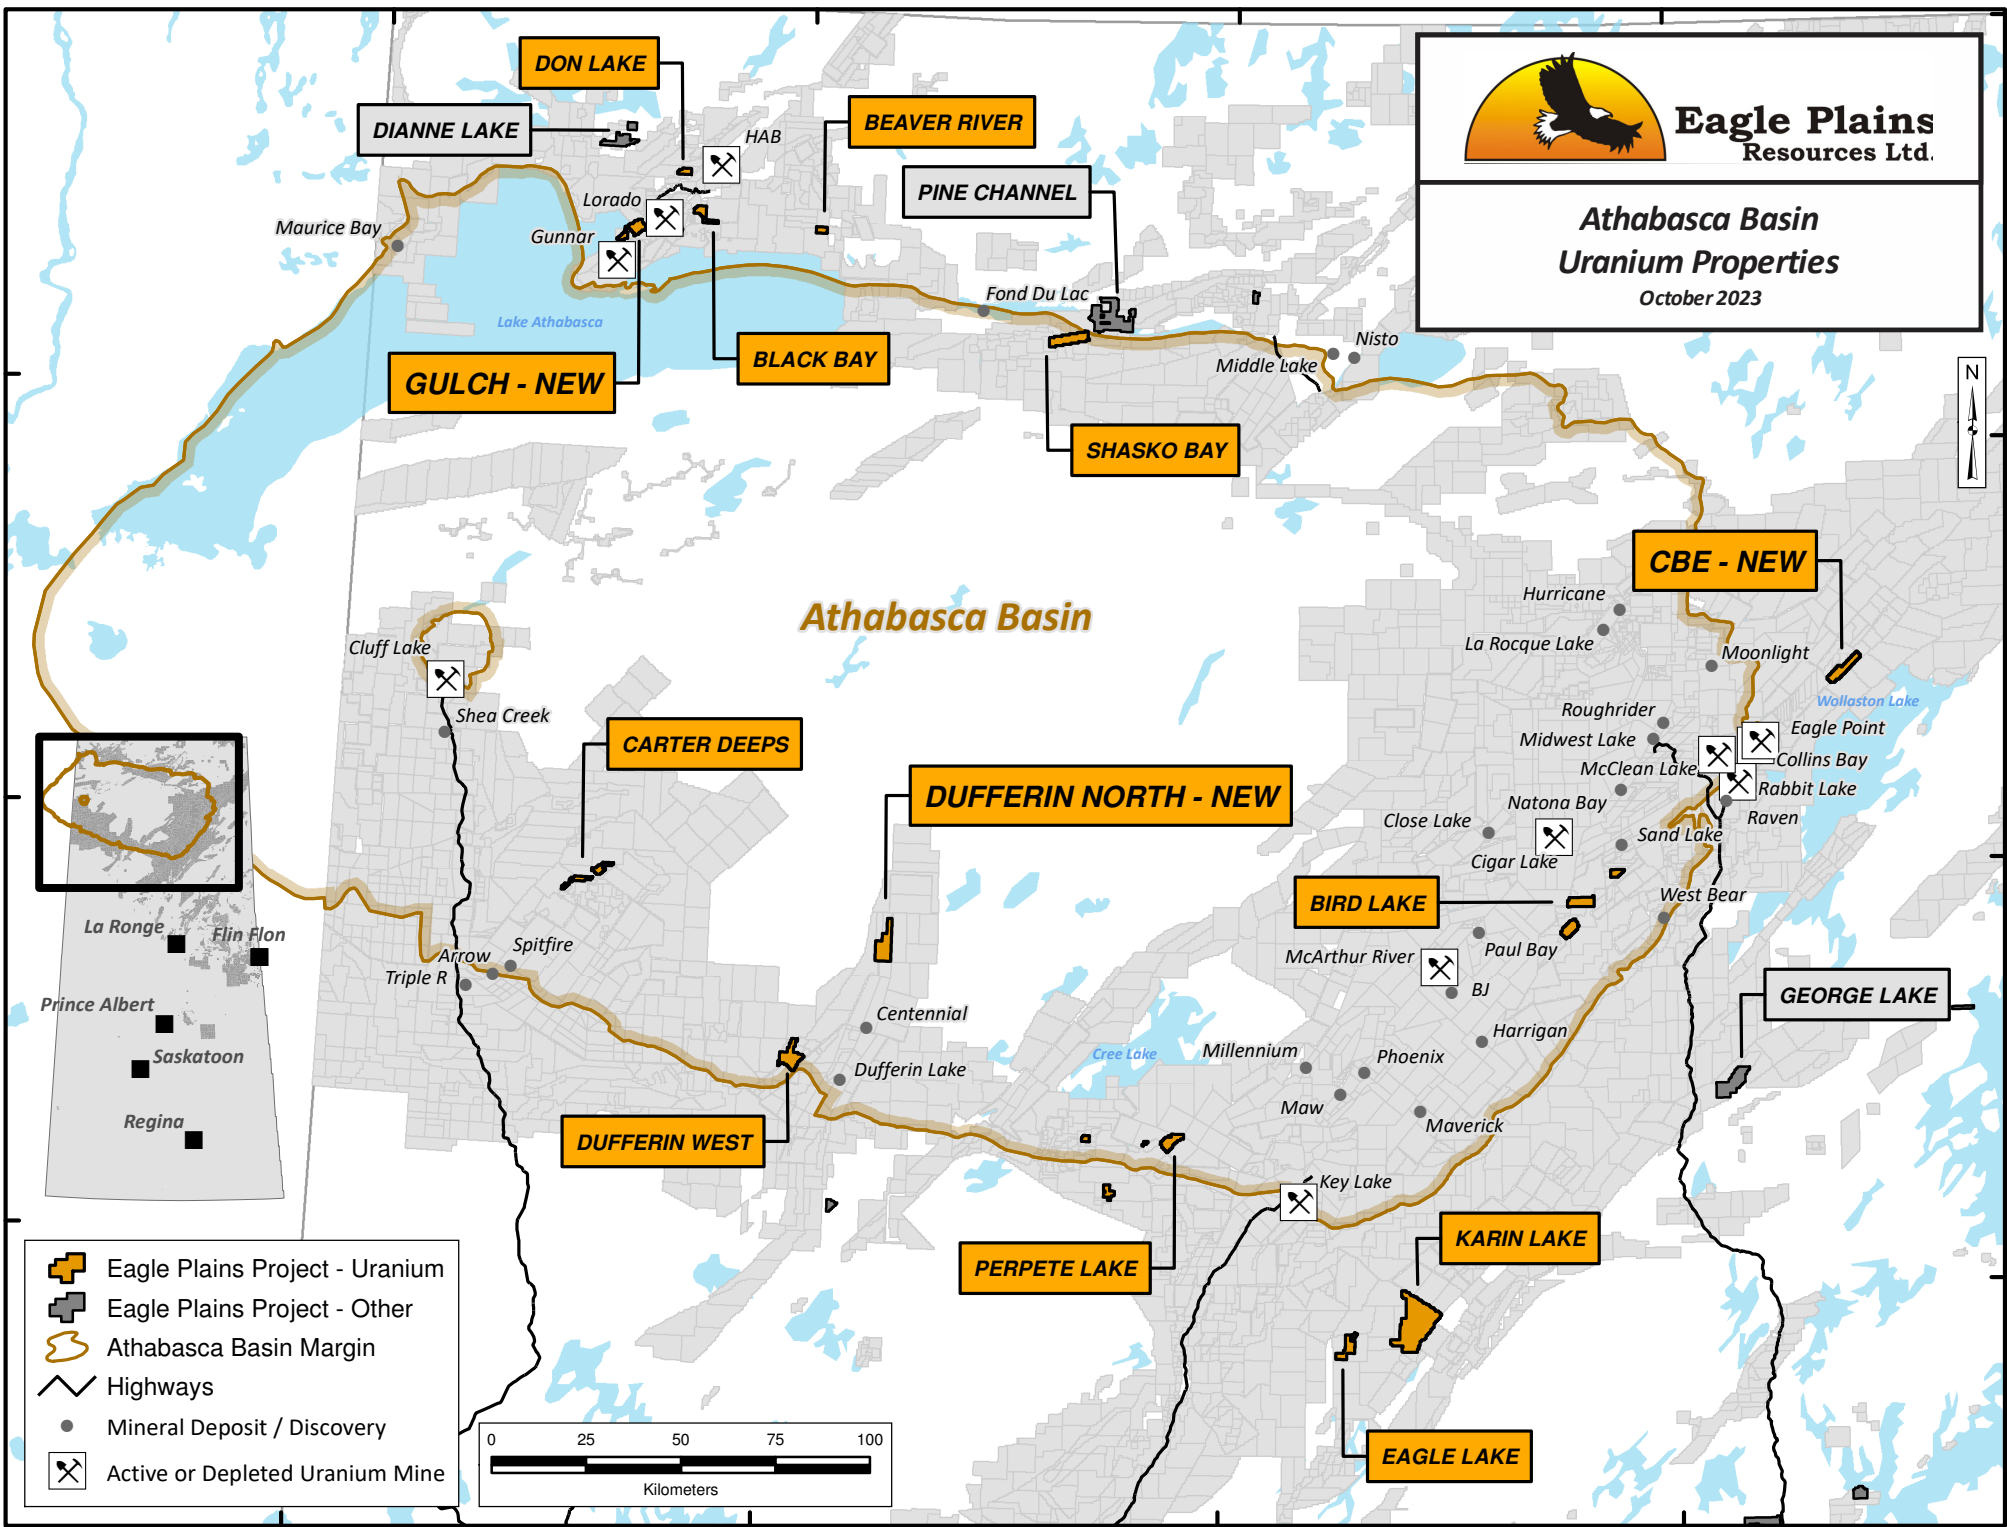 DON LAKE
DIANNE LAKE
HAB
BEAVER RIVER
Eagle Plains
Resources Ltd.
PINE CHANNEL
Lorado
Gunnar
Maurice Bay
Athabasca Basin
Uranium Properties
October 2023
Fond Du Lac
Lake Athabasca
Nisto
Middle Lake
BLACK BAY
GULCH - NEW
N
SHASKO BAY
CBE - NEW
Hurricane
Athabasca Basin
La Rocque Lake
Cluff Lake
Moonlight
Wollaston Lake
Shea Creek
Roughrider
Eagle Point
Midwest Lake
CARTER DEEPS
Collins Bay
McClean Lake
Rabbit Lake
DUFFERIN NORTH - NEW
Natona Bay
Raven
Close Lake
Sand Lake
Cigar Lake
West Bear
BIRD LAKE
La Ronge
Flin Flon
Spitfire
Arrow
Triple R
Paul Bay
McArthur River
BJ
GEORGE LAKE
Prince Albert
Centennial
Harrigan
Saskatoon
Cree Lake
Millennium
Phoenix
Dufferin Lake
Maw
Maverick
Regina
DUFFERIN WEST
Key Lake
KARIN LAKE
PERPETE LAKE
Eagle Plains Project - Uranium
Eagle Plains Project - Other
Athabasca Basin Margin
Highways
Mineral Deposit / Discovery
Active or Depleted Uranium Mine
0 25 50 75 100
Kilometers
EAGLE LAKE